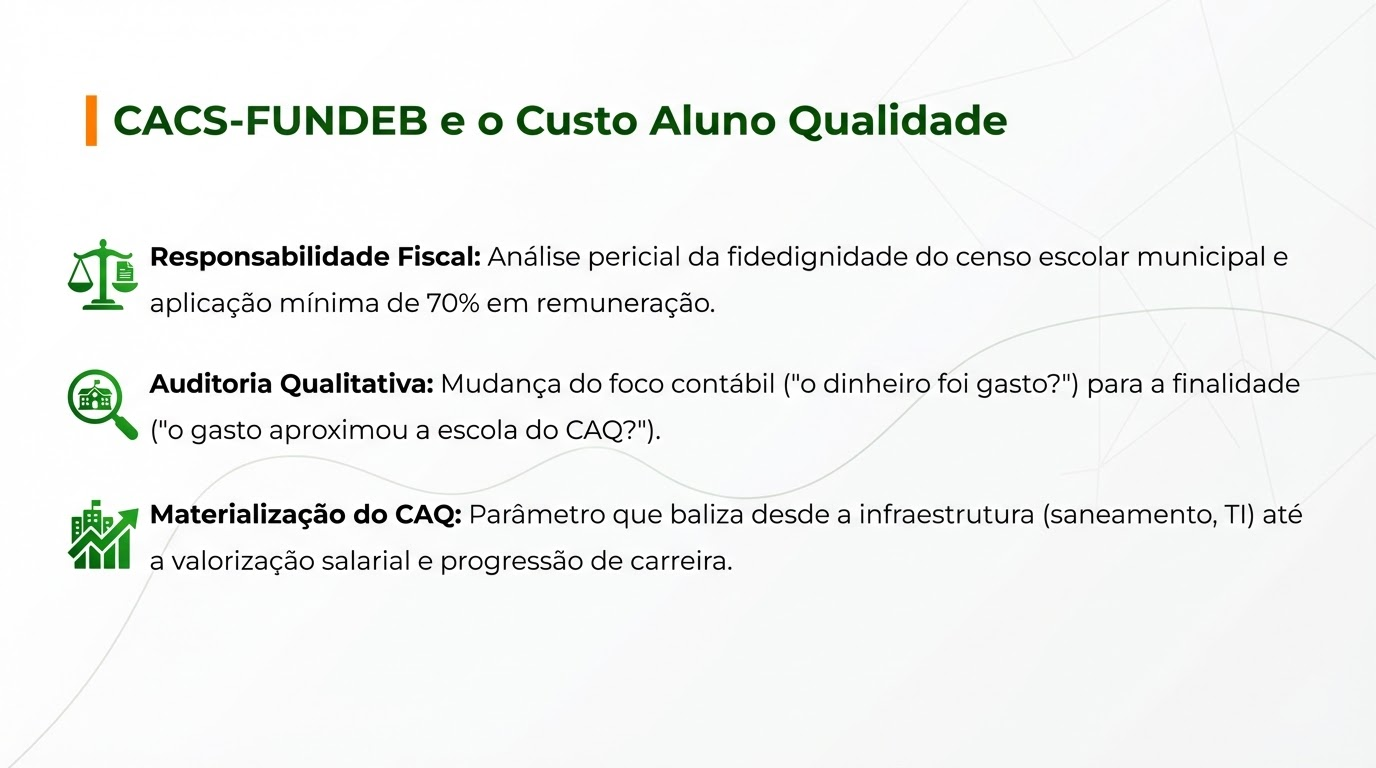 CACS-FUNDEB e o Custo Aluno Qualidade
Responsabilidade Fiscal: Análise pericial da fidedignidade do censo escolar municipal e
aplicação mínima de 70% em remuneração.
Auditoria Qualitativa: Mudança do foco contábil ("o dinheiro foi gasto?") para a finalidade
("o gasto aproximou a escola do CAQ?").
Materialização do CAQ: Parâmetro que baliza desde a infraestrutura (saneamento, TI) até
a valorização salarial e progressão de carreira.